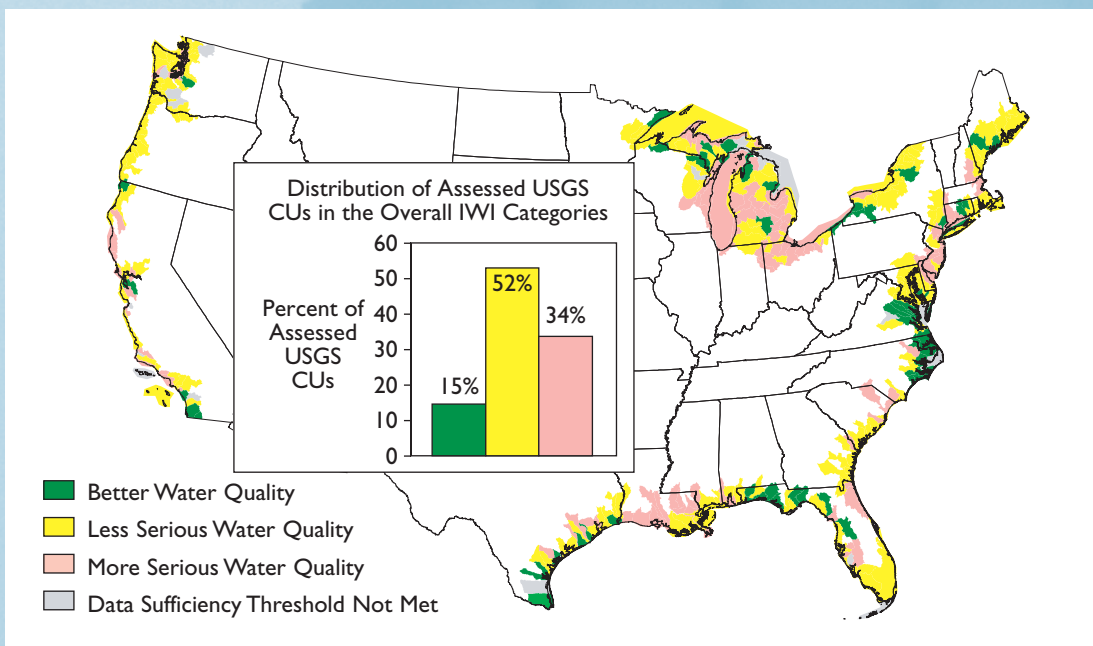 Distribution of Assessed USGS
CUs in the Overall IWI Categories
Percent of
Assessed
USGS
CUs
60
50
40
30
20
10
0
15%
52%
34%
Better Water Quality
Less Serious Water Quality
More Serious Water Quality
Data Sufficiency Threshold Not Met